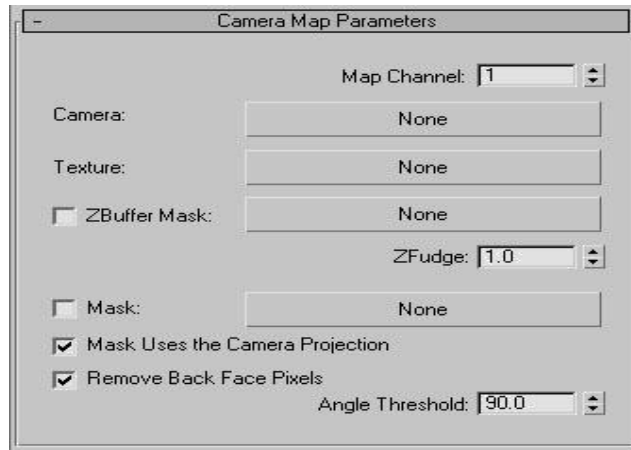 - Camera Map Parameters
Map Channel: 1
Camera: None
Texture: None
ZBuffer Mask: None
ZFudge: 1.0
Mask: None
Mask Uses the Camera Projection
Remove Back Face Pixels
Angle Threshold: 90.0